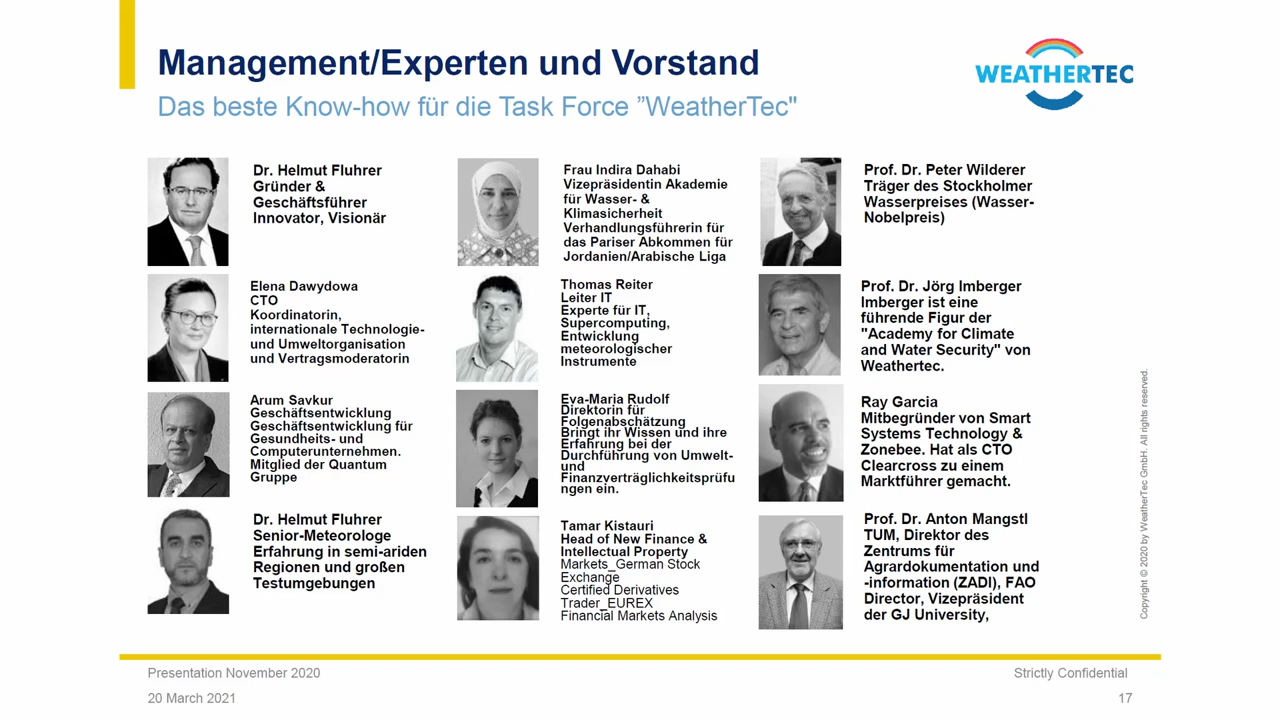 Management/Experten und Vorstand
Das beste Know-how für die Task Force ”WeatherTec"
WEATHERTEC
Dr. Helmut Fluhrer
Gründer &
Geschäftsführer
Innovator, Visionär
Frau Indira Dahabi
Vizepräsidentin Akademie
für Wasser- &
Klimasicherheit
Verhandlungsführerin für
das Pariser Abkommen für
Jordanien/Arabische Liga
Prof. Dr. Peter Wilderer
Träger des Stockholmer
Wasserpreises (Wasser-
Nobelpreis)
Elena Dawydowa
CTO
Koordinatorin,
internationale Technologie-
und Umweltorganisation
und Vertragsmoderatorin
Thomas Reiter
Leiter IT
Experte für IT,
Supercomputing,
Entwicklung
meteorologischer
Instrumente
Prof. Dr. Jörg Imberger
Imberger ist eine
führende Figur der
"Academy for Climate
and Water Security" von
Weathertec.
Arum Savkur
Geschäftsentwicklung
Geschäftsentwicklung für
Gesundheits- und
Computerunternehmen.
Mitglied der Quantum
Gruppe
Eva-Maria Rudolf
Direktorin für
Folgenabschätzung
Bringt ihr Wissen und ihre
Erfahrung bei der
Durchführung von Umwelt-
und
Finanzverträglichkeitsprüfu
ngen ein.
Ray Garcia
Mitbegründer von Smart
Systems Technology &
Zonebee. Hat als CTO
Clearcross zu einem
Marktführer gemacht.
Dr. Helmut Fluhrer
Senior-Meteorologe
Erfahrung in semi-ariden
Regionen und großen
Testumgebungen
Tamar Kistauri
Head of New Finance &
Intellectual Property
Markets_German Stock
Exchange
Certified Derivatives
Trader_EUREX
Financial Markets Analysis
Prof. Dr. Anton Mangstl
TUM, Direktor des
Zentrums für
Agrardokumentation und
-information (ZADI), FAO
Director, Vizepräsident
der GJ University,
Copyright © 2020 by WeatherTec GmbH. All rights reserved.
Presentation November 2020
Strictly Confidential
20 March 2021
17